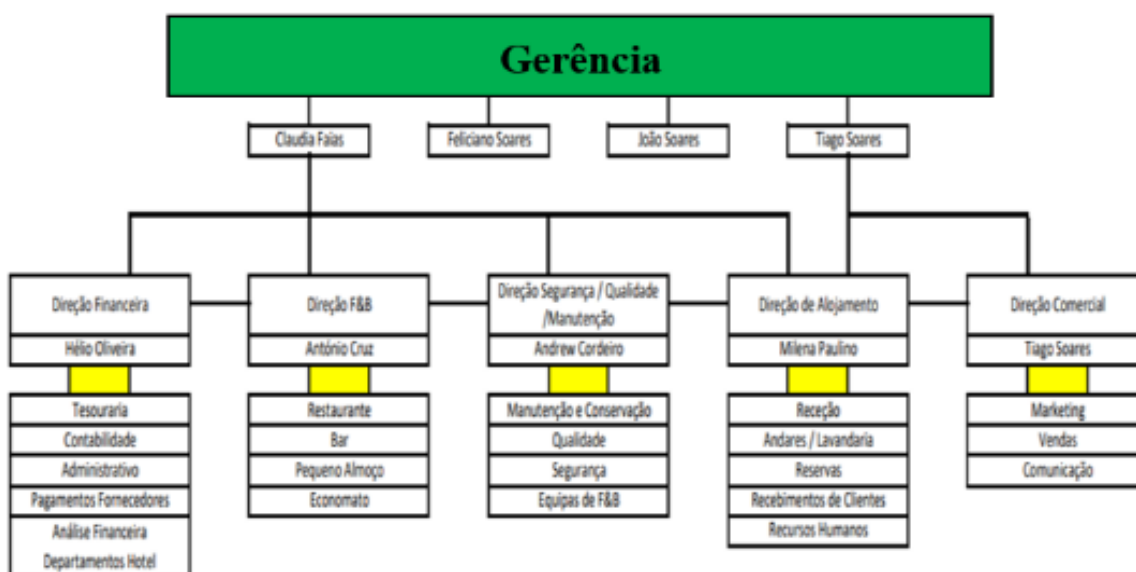 Gerência
Claudia Faias
Feliciano Soares
João Soares
Tiago Soares
Direção Financeira
Hélio Oliveira
Tesouraria
Contabilidade
Administrativo
Pagamentos Fornecedores
Análise Financeira
Departamentos Hotel
Direção F&B
António Cruz
Restaurante
Bar
Pequeno Almoço
Economato
Direção Segurança / Qualidade
/Manutenção
Andrew Cordeiro
Manutenção e Conservação
Qualidade
Segurança
Equipas de F&B
Direção de Alojamento
Milena Paulino
Receção
Andares / Lavandaria
Reservas
Recebimentos de Clientes
Recursos Humanos
Direção Comercial
Tiago Soares
Marketing
Vendas
Comunicação